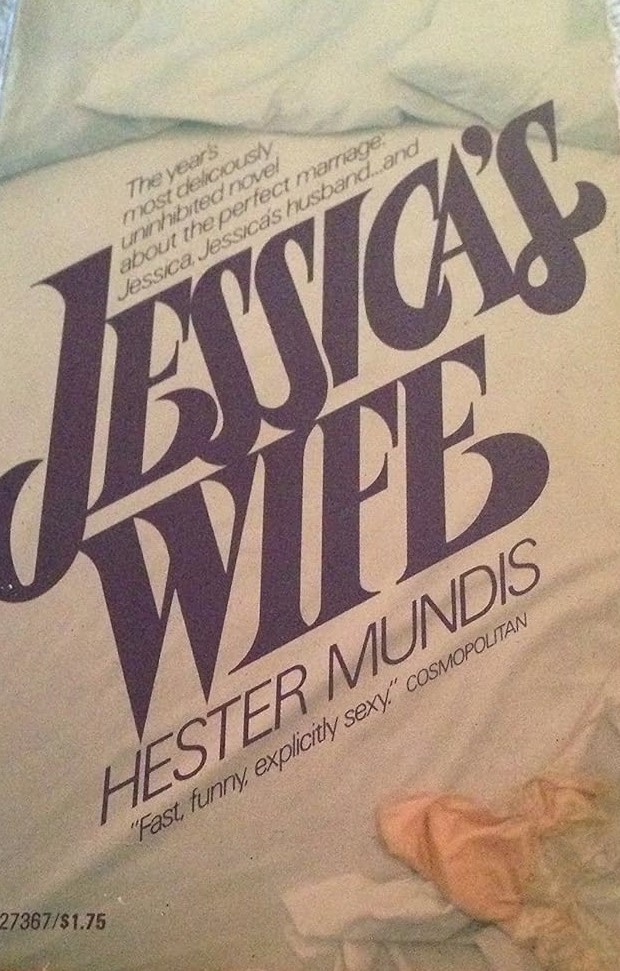 The year's
most deliciously
uninhibited novel
about the perfect marriage:
Jessica, Jessica's husband...and
JESSICA'S
WIFE
HESTER MUNDIS
"Fast, funny, explicitly sexy." COSMOPOLITAN
27367/$1.75